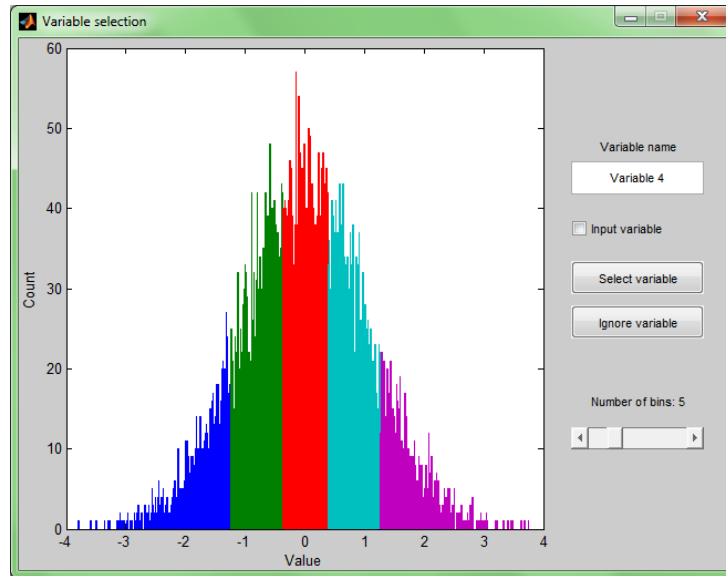 Variable selection
60
50
40
30
20
10
0
Count
-4 -3 -2 -1 0 1 2 3 4
Value
Variable name
Variable 4
Input variable
Select variable
Ignore variable
Number of bins: 5